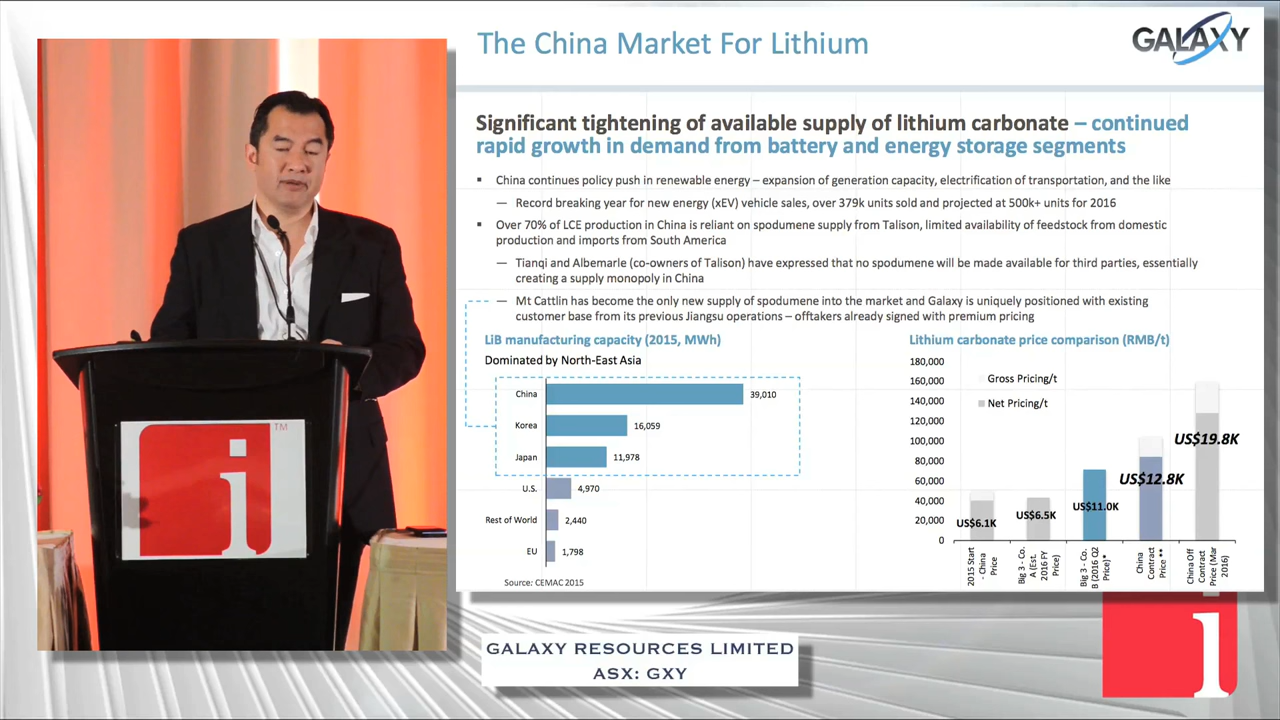 The China Market For Lithium
GALAXY
Significant tightening of available supply of lithium carbonate – continued
rapid growth in demand from battery and energy storage segments
▪ China continues policy push in renewable energy – expansion of generation capacity, electrification of transportation, and the like
— Record breaking year for new energy (xEV) vehicle sales, over 379k units sold and projected at 500k+ units for 2016
▪ Over 70% of LCE production in China is reliant on spodumene supply from Talison, limited availability of feedstock from domestic
production and imports from South America
— Tianqi and Albemarle (co-owners of Talison) have expressed that no spodumene will be made available for third parties, essentially
creating a supply monopoly in China
— Mt Cattlin has become the only new supply of spodumene into the market and Galaxy is uniquely positioned with existing
customer base from its previous Jiangsu operations – offtakers already signed with premium pricing
LiB manufacturing capacity (2015, MWh)
Dominated by North-East Asia
China 39,010
Korea 16,059
Japan 11,978
U.S. 4,970
Rest of World 2,440
EU 1,798
Source: CEMAC 2015
Lithium carbonate price comparison (RMB/t)
180,000
160,000
140,000
120,000
100,000
80,000
60,000
40,000
20,000
0
Gross Pricing/t
Net Pricing/t
US$6.1K
US$6.5K
US$11.0K
US$12.8K
US$19.8K
2015 Start
- China
Price
Big 3 - Co.
A (Est.
2016 FY
Price)
Big 3 - Co.
B (2016 Q2
Price)*
China
Contract
Price **
China Off
Contract
Price (Mar
2016)
i
TM
GALAXY RESOURCES LIMITED
ASX: GXY
i